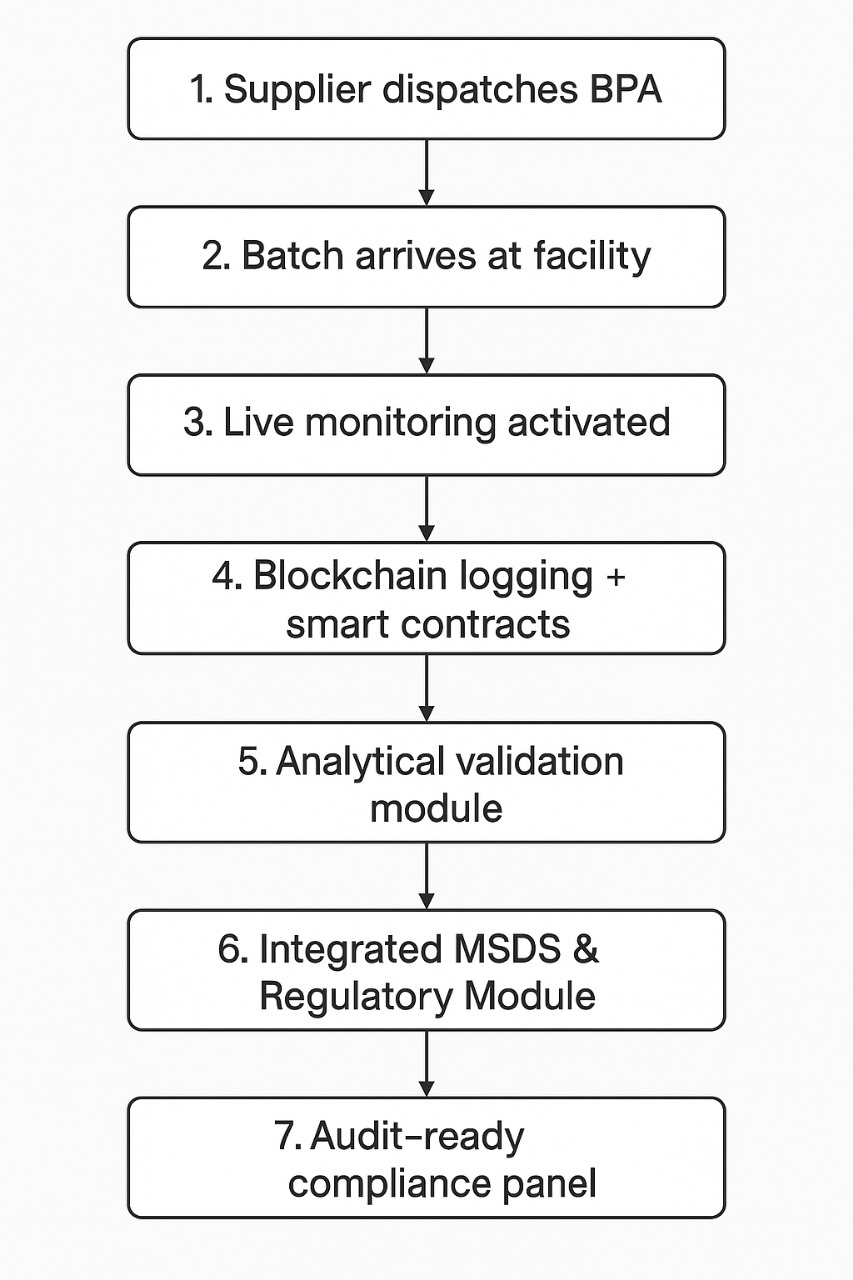 1. Supplier dispatches BPA
2. Batch arrives at facility
3. Live monitoring activated
4. Blockchain logging +
smart contracts
5. Analytical validation
module
6. Integrated MSDS &
Regulatory Module
7. Audit–ready
compliance panel